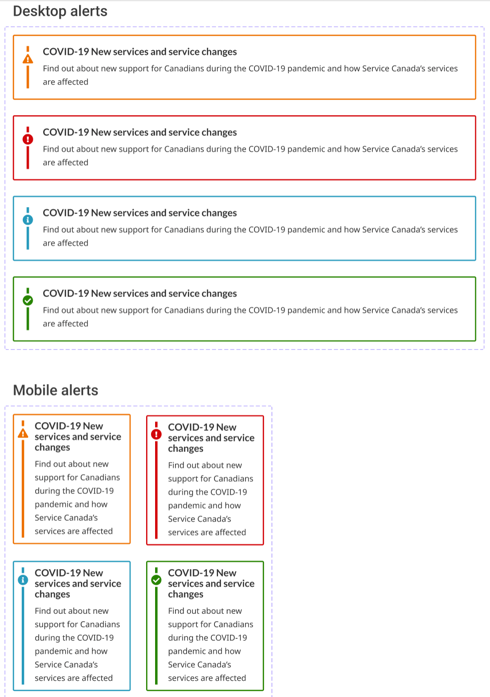 Desktop alerts
COVID-19 New services and service changes
Find out about new support for Canadians during the COVID-19 pandemic and how Service Canada's services
are affected
COVID-19 New services and service changes
Find out about new support for Canadians during the COVID-19 pandemic and how Service Canada's services
are affected
COVID-19 New services and service changes
Find out about new support for Canadians during the COVID-19 pandemic and how Service Canada's services
are affected
COVID-19 New services and service changes
Find out about new support for Canadians during the COVID-19 pandemic and how Service Canada's services
are affected
Mobile alerts
COVID-19 New
services and service
changes
Find out about new
support for Canadians
during the COVID-19
pandemic and how
Service Canada's
services are affected
COVID-19 New
services and service
changes
Find out about new
support for Canadians
during the COVID-19
pandemic and how
Service Canada's
services are affected
COVID-19 New
services and service
changes
Find out about new
support for Canadians
during the COVID-19
pandemic and how
Service Canada's
services are affected
COVID-19 New
services and service
changes
Find out about new
support for Canadians
during the COVID-19
pandemic and how
Service Canada's
services are affected